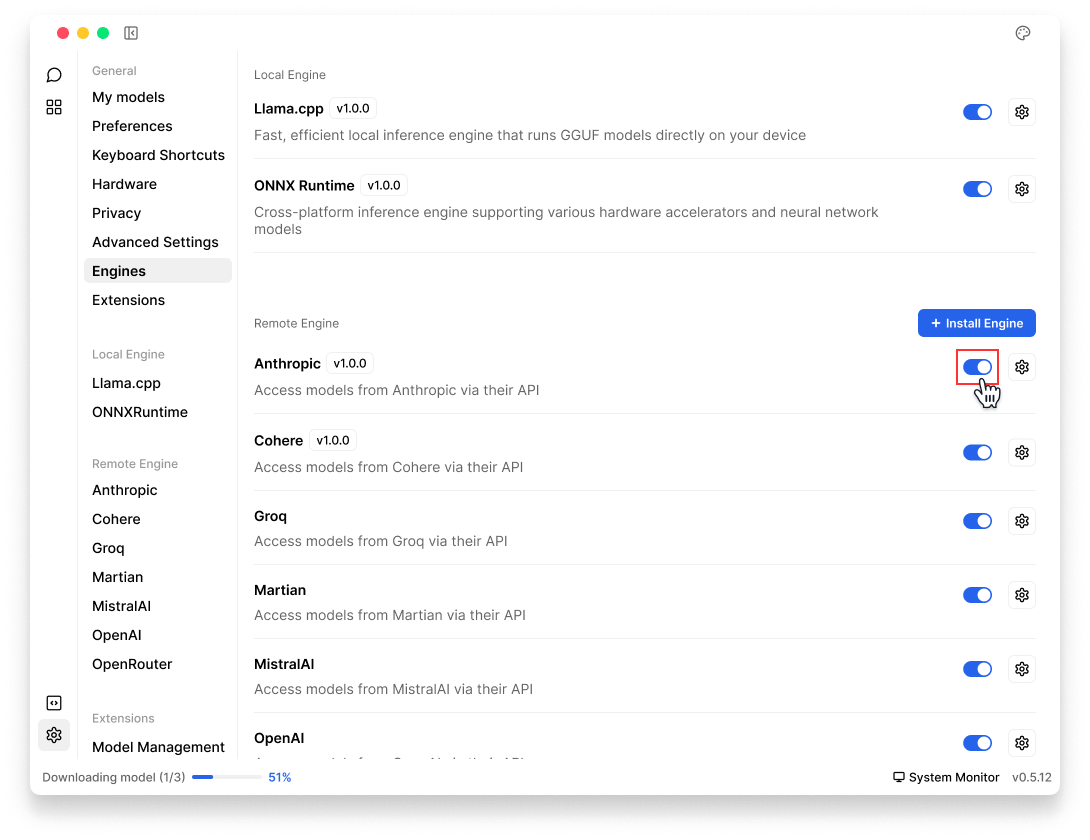 General
My models
Preferences
Keyboard Shortcuts
Hardware
Privacy
Advanced Settings
Engines
Extensions
Local Engine
Llama.cpp
ONNXRuntime
Remote Engine
Anthropic
Cohere
Groq
Martian
MistralAI
OpenAI
OpenRouter
Extensions
Model Management
Local Engine
Llama.cpp v1.0.0
Fast, efficient local inference engine that runs GGUF models directly on your device
ONNX Runtime v1.0.0
Cross-platform inference engine supporting various hardware accelerators and neural network
models
Remote Engine
+ Install Engine
Anthropic v1.0.0
Access models from Anthropic via their API
Cohere v1.0.0
Access models from Cohere via their API
Groq
Access models from Groq via their API
Martian
Access models from Martian via their API
MistralAI
Access models from MistralAI via their API
OpenAI
Downloading model (1/3) 51%
System Monitor v0.5.12